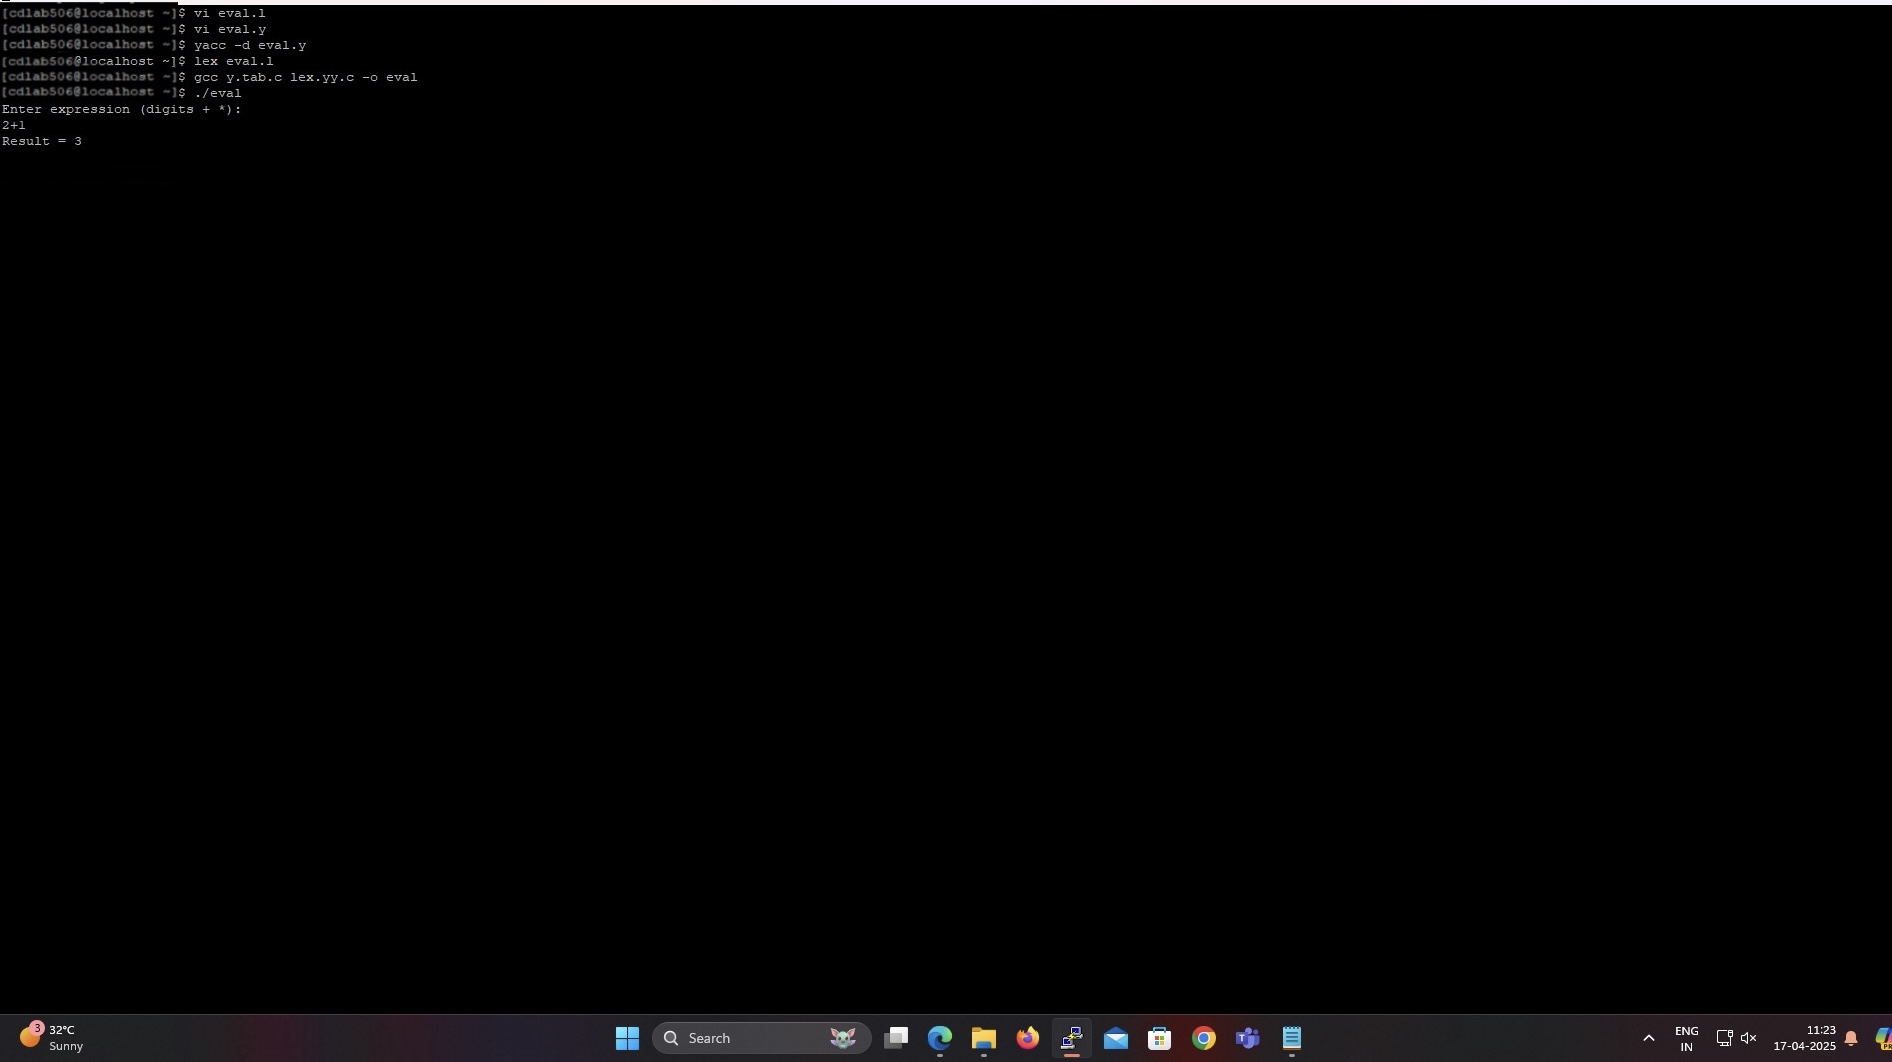 [cdlab506@localhost ~]$ vi eval.l
[cdlab506@localhost ~]$ vi eval.y
[cdlab506@localhost ~]$ yacc -d eval.y
[cdlab506@localhost ~]$ lex eval.l
[cdlab506@localhost ~]$ gcc y.tab.c lex.yy.c -o eval
[cdlab506@localhost ~]$ ./eval
Enter expression (digits + *):
2+1
Result = 3
3
32°C
Sunny
Search
ENG
IN
11:23
17-04-2025